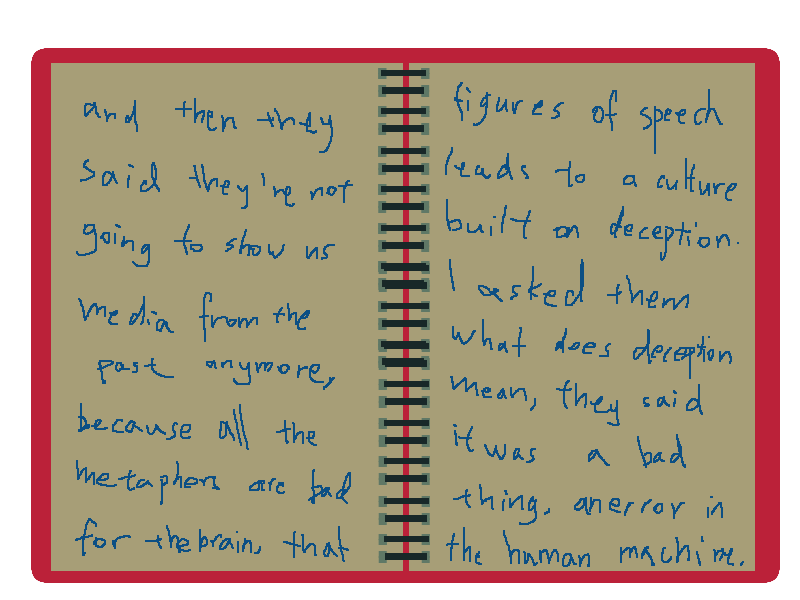 and then they
said they're not
going to show us
media from the
past anymore,
because all the
metaphors are bad
for the brain, that
figures of speech
leads to a culture
built on deception.
I asked them
what does deception
mean, they said
it was a bad
thing, an error in
the human machine.